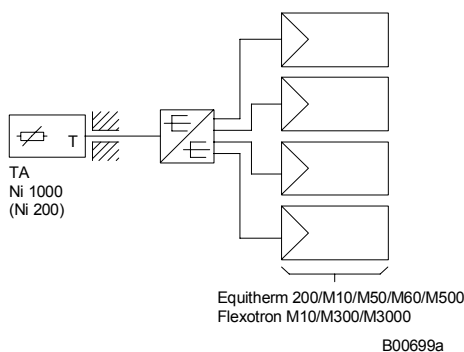 T
TA
Ni 1000
(Ni 200)
Equitherm 200/M10/M50/M60/M500
Flexotron M10/M300/M3000
B00699a